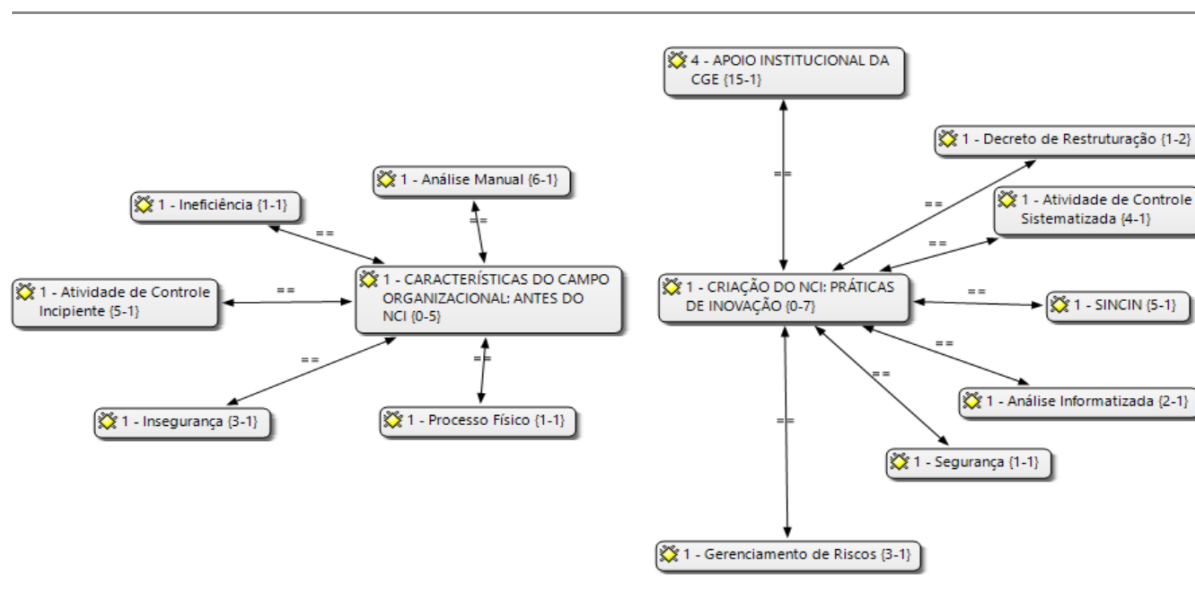 4 - APOIO INSTITUCIONAL DA
CGE {15-1}
==
1 - Decreto de Restruturação {1-2}
==
1 - Atividade de Controle
Sistematizada {4-1}
==
1 - Análise Manual {6-1}
==
1 - Ineficiência {1-1}
==
1 - Atividade de Controle
Incipiente {5-1}
==
1 - CARACTERÍSTICAS DO CAMPO
ORGANIZACIONAL: ANTES DO
NCI {0-5}
==
1 - Insegurança {3-1}
==
1 - Processo Físico {1-1}
1 - CRIAÇÃO DO NCI: PRÁTICAS
DE INOVAÇÃO {0-7}
==
1 - SINCIN {5-1}
==
1 - Análise Informatizada {2-1}
==
1 - Segurança {1-1}
==
1 - Gerenciamento de Riscos {3-1}